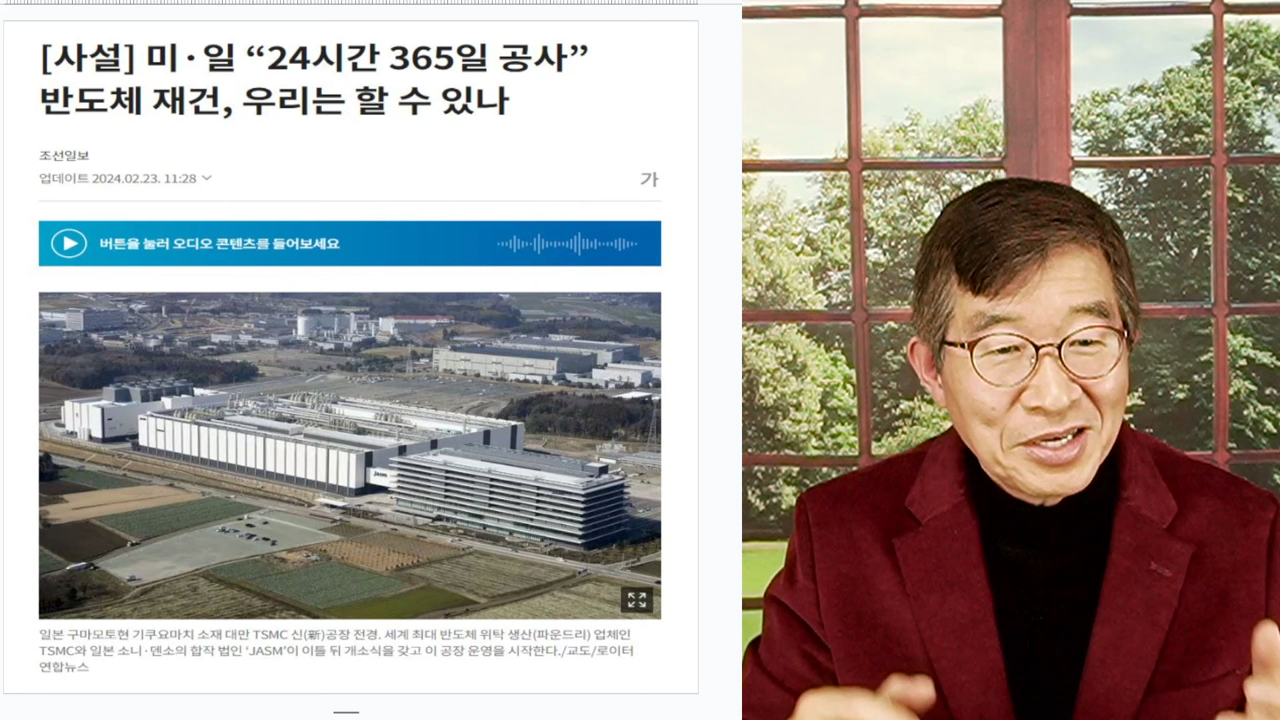 [사설] 미·일 “24시간 365일 공사”
반도체 재건, 우리는 할 수 있나
조선일보
업데이트 2024.02.23. 11:28
가
버튼을 눌러 오디오 콘텐츠를 들어보세요
일본 구마모토현 기쿠요마치 소재 대만 TSMC 신(新)공장 전경. 세계 최대 반도체 위탁 생산(파운드리) 업체인
TSMC와 일본 소니·덴소의 합작 법인 ‘JASM’이 이틀 뒤 개소식을 갖고 이 공장 운영을 시작한다./교도/로이터
연합뉴스